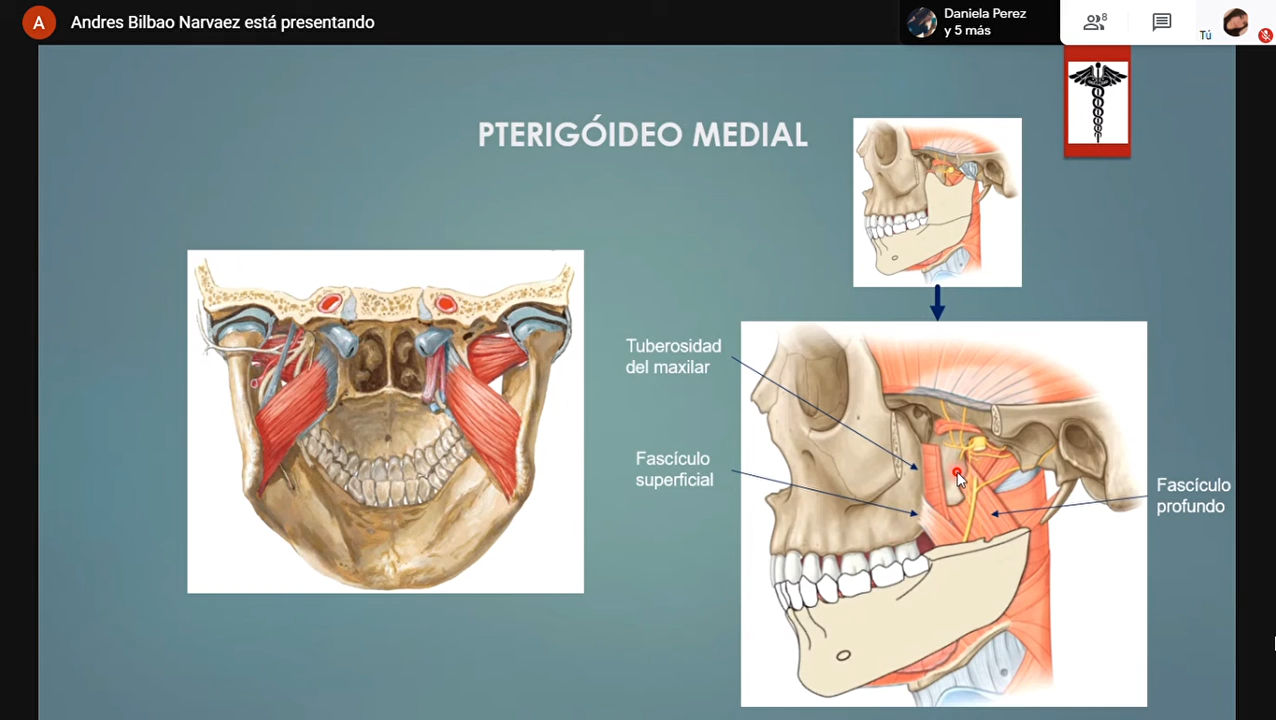 A
Andres Bilbao Narvaez está presentando
Daniela Perez
y 5 más
8
Tú
PTERIGÓIDEO MEDIAL
Tuberosidad
del maxilar
Fascículo
superficial
Fascículo
profundo